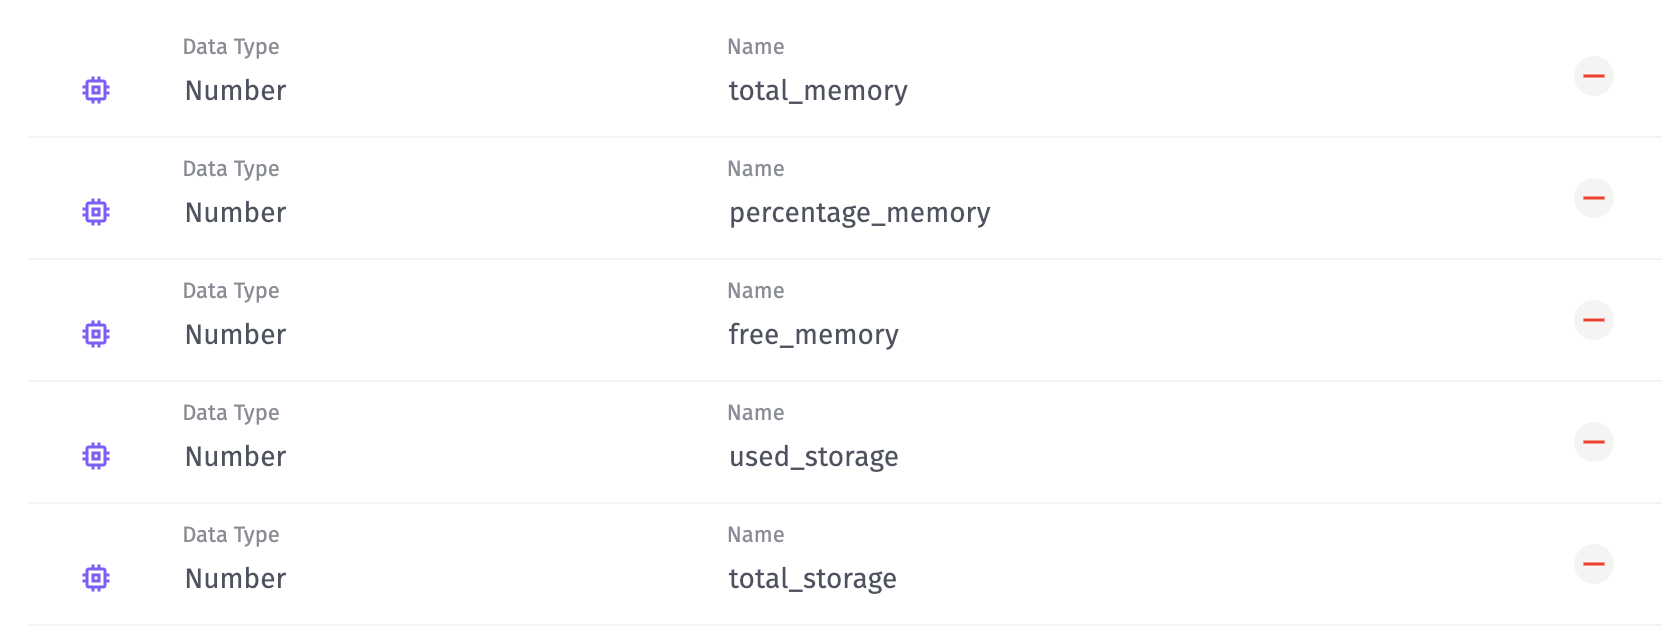 Data Type Name
Number total_memory
Data Type Name
Number percentage_memory
Data Type Name
Number free_memory
Data Type Name
Number used_storage
Data Type Name
Number total_storage